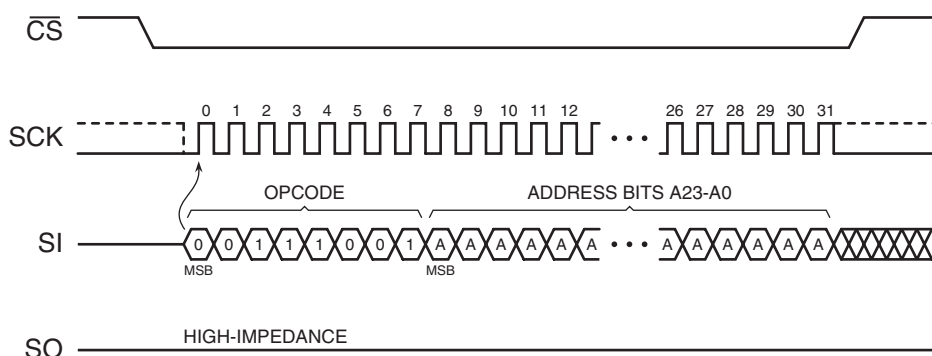 CS
0 1 2 3 4 5 6 7 8 9 10 11 12 26 27 28 29 30 31
SCK
OPCODE ADDRESS BITS A23-A0
SI 0 0 1 1 1 0 0 1 A A A A A A A A A A A A
MSB MSB
HIGH-IMPEDANCE
SO